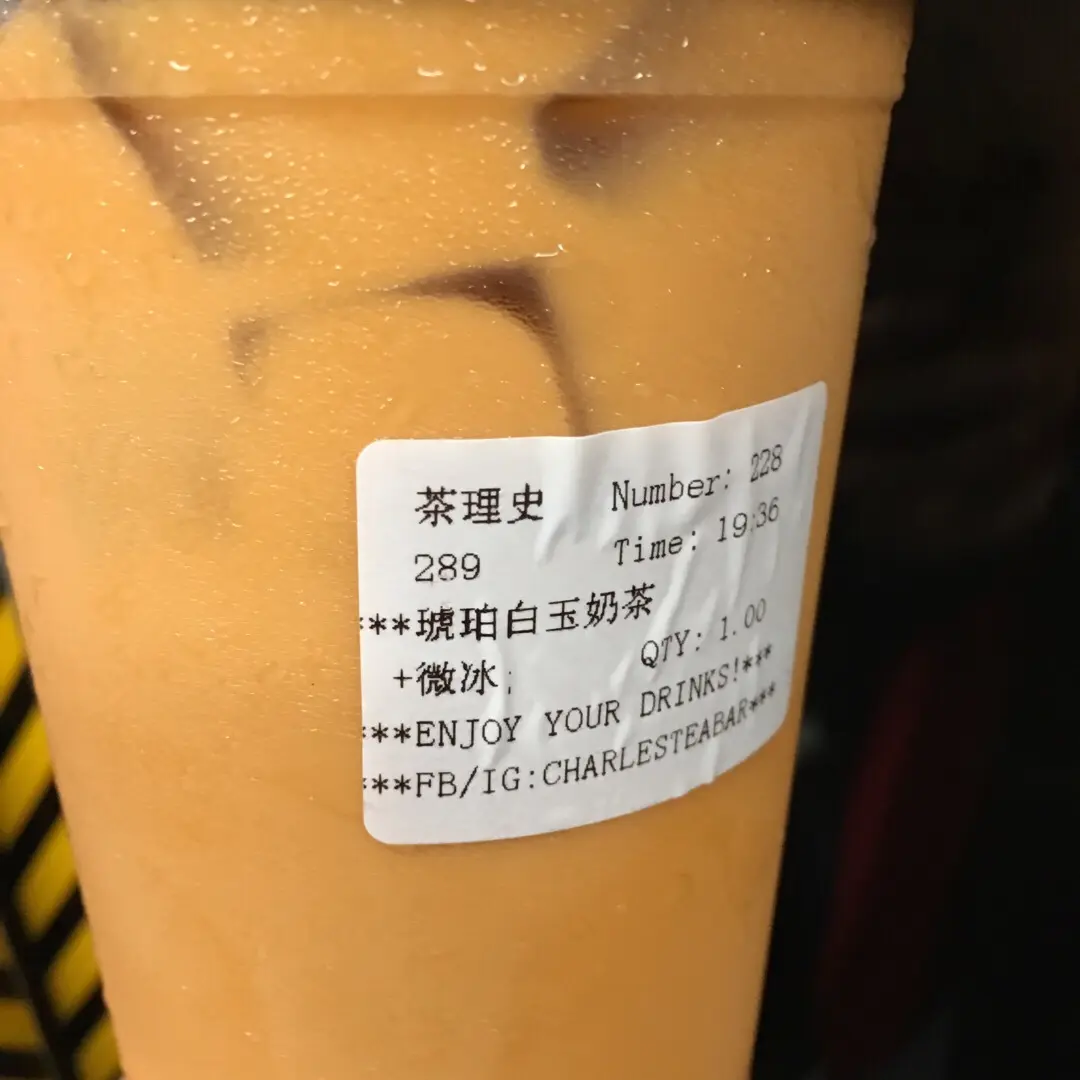 茶理史 Number: 228
289 Time: 19:36
***琥珀白玉奶茶
+微冰; QTY: 1.00
***ENJOY YOUR DRINKS!***
***FB/IG:CHARLESTEABAR***